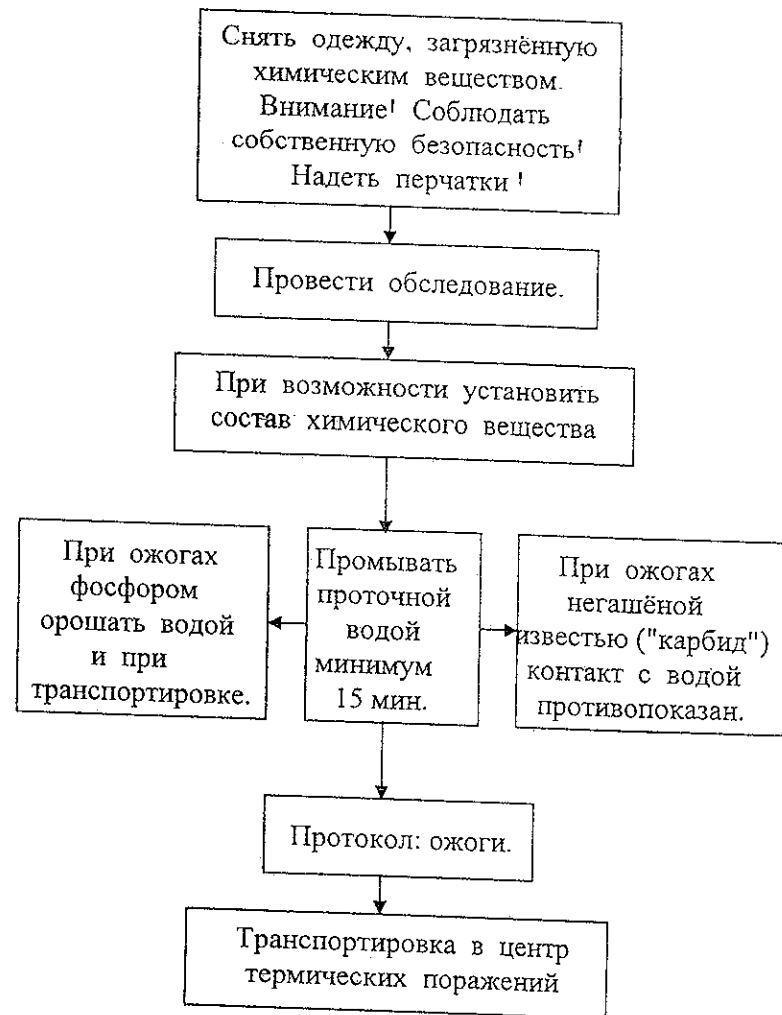 Снять одежду, загрязнённую
химическим веществом.
Внимание! Соблюдать
собственную безопасность!
Надеть перчатки !
Провести обследование.
При возможности установить
состав химического вещества
При ожогах
фосфором
орошать водой
и при
транспортировке.
Промывать
проточной
водой
минимум
15 мин.
При ожогах
негашёной
известью ("карбид")
контакт с водой
противопоказан.
Протокол: ожоги.
Транспортировка в центр
термических поражений